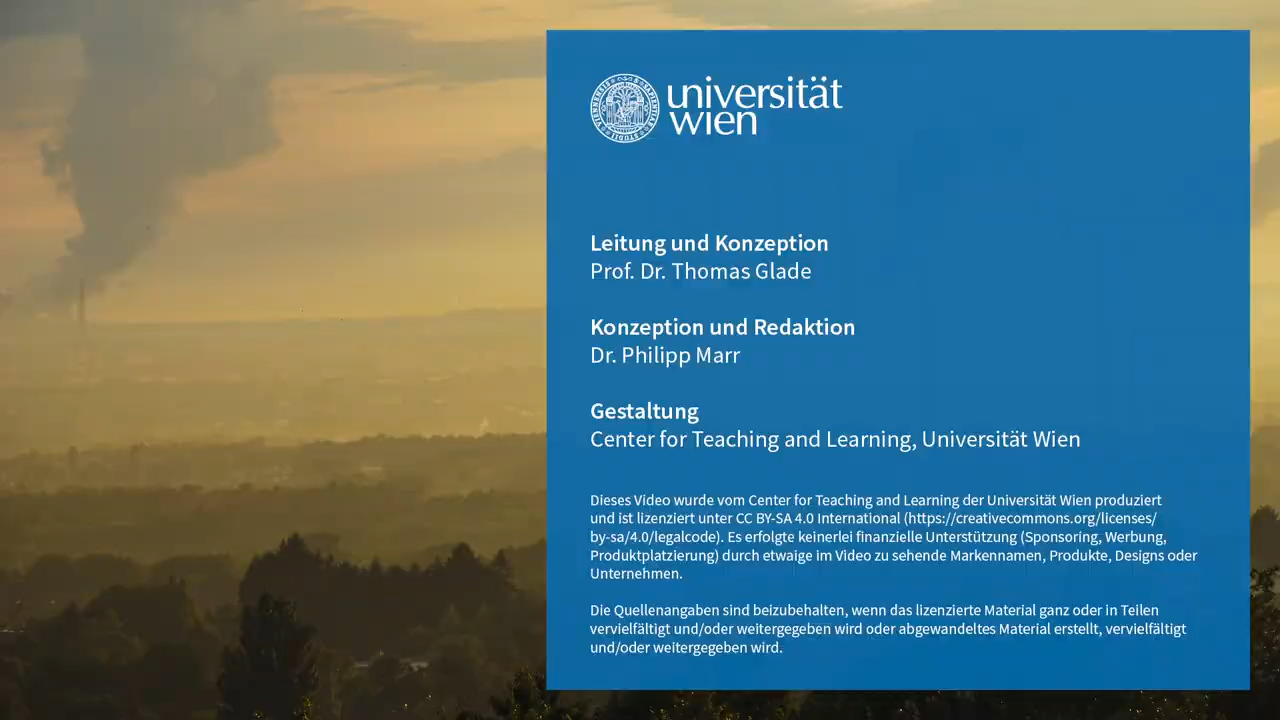 universität
wien
Leitung und Konzeption
Prof. Dr. Thomas Glade
Konzeption und Redaktion
Dr. Philipp Marr
Gestaltung
Center for Teaching and Learning, Universität Wien
Dieses Video wurde vom Center for Teaching and Learning der Universität Wien produziert
und ist lizenziert unter CC BY-SA 4.0 International (https://creativecommons.org/licenses/
by-sa/4.0/legalcode). Es erfolgte keinerlei finanzielle Unterstützung (Sponsoring, Werbung,
Produktplatzierung) durch etwaige im Video zu sehende Markennamen, Produkte, Designs oder
Unternehmen.
Die Quellenangaben sind beizubehalten, wenn das lizenzierte Material ganz oder in Teilen
vervielfältigt und/oder weitergegeben wird oder abgewandeltes Material erstellt, vervielfältigt
und/oder weitergegeben wird.